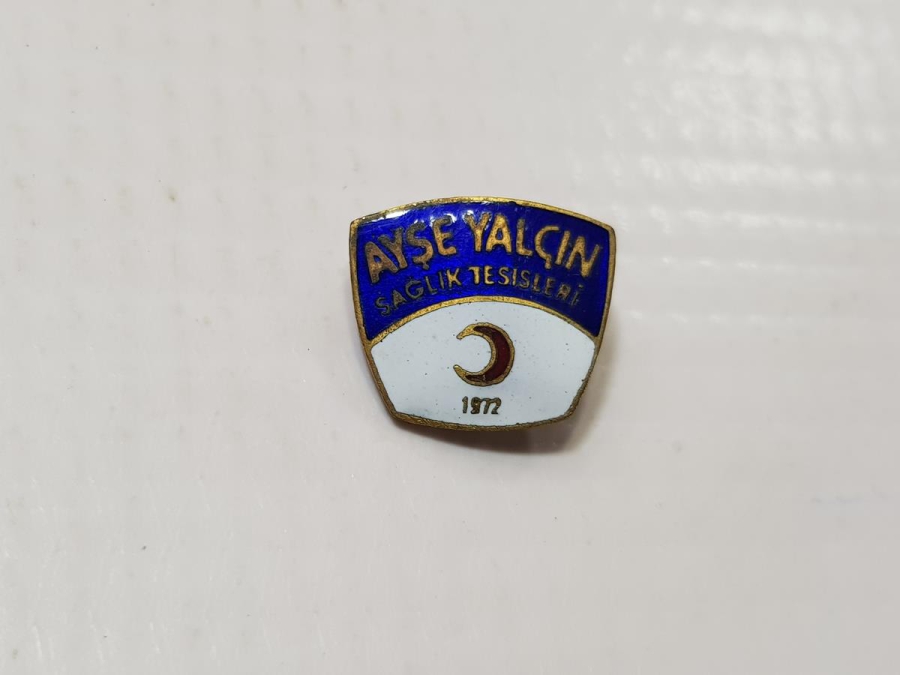 AYŞE YALÇIN
SAĞLIK TESİSLERİ
1972